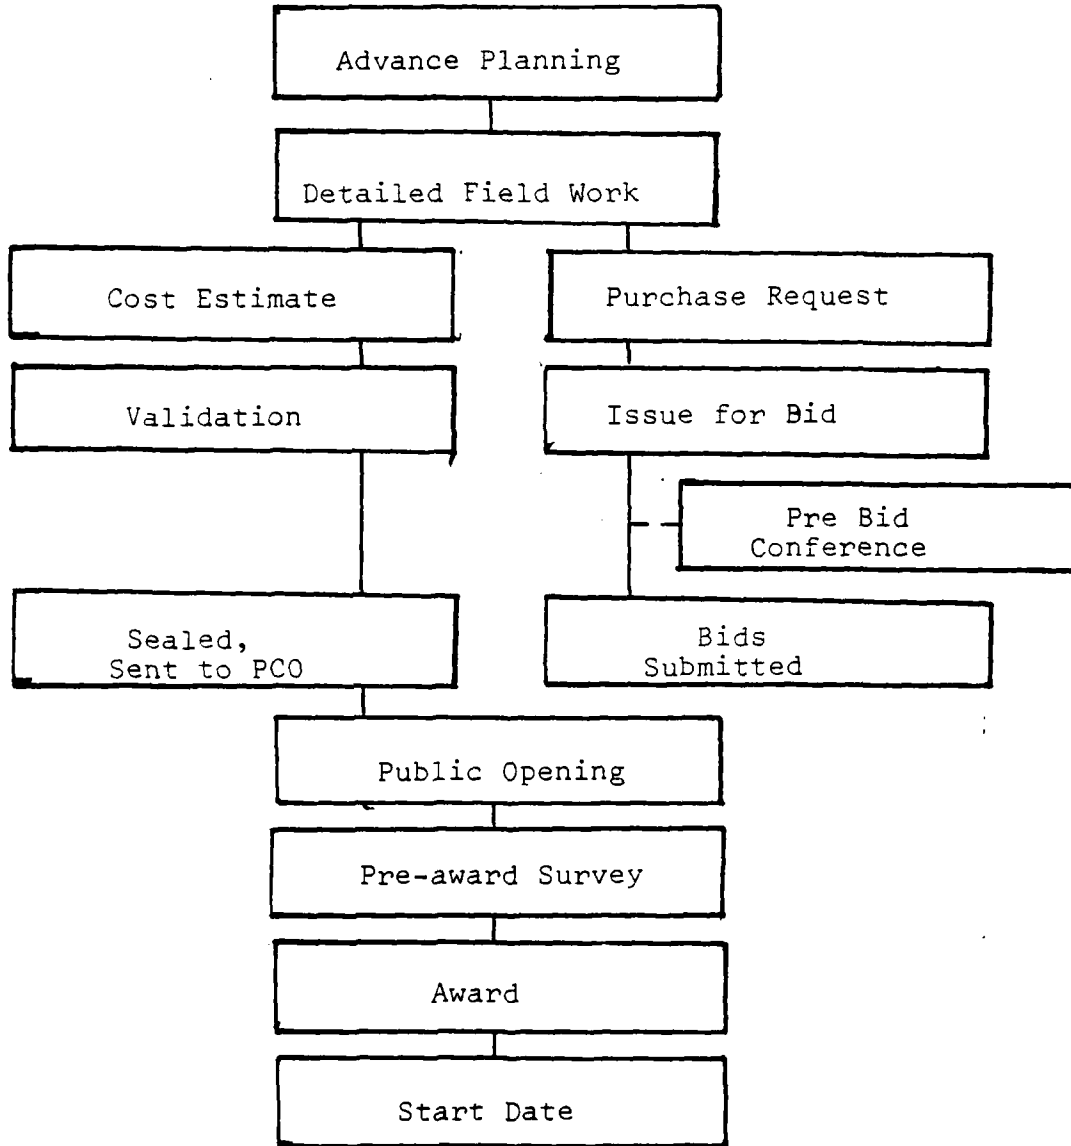 Advance Planning
Detailed Field Work
Cost Estimate
Purchase Request
Validation
Issue for Bid
Pre Bid
Conference
Sealed,
Sent to PCO
Bids
Submitted
Public Opening
Pre-award Survey
Award
Start Date